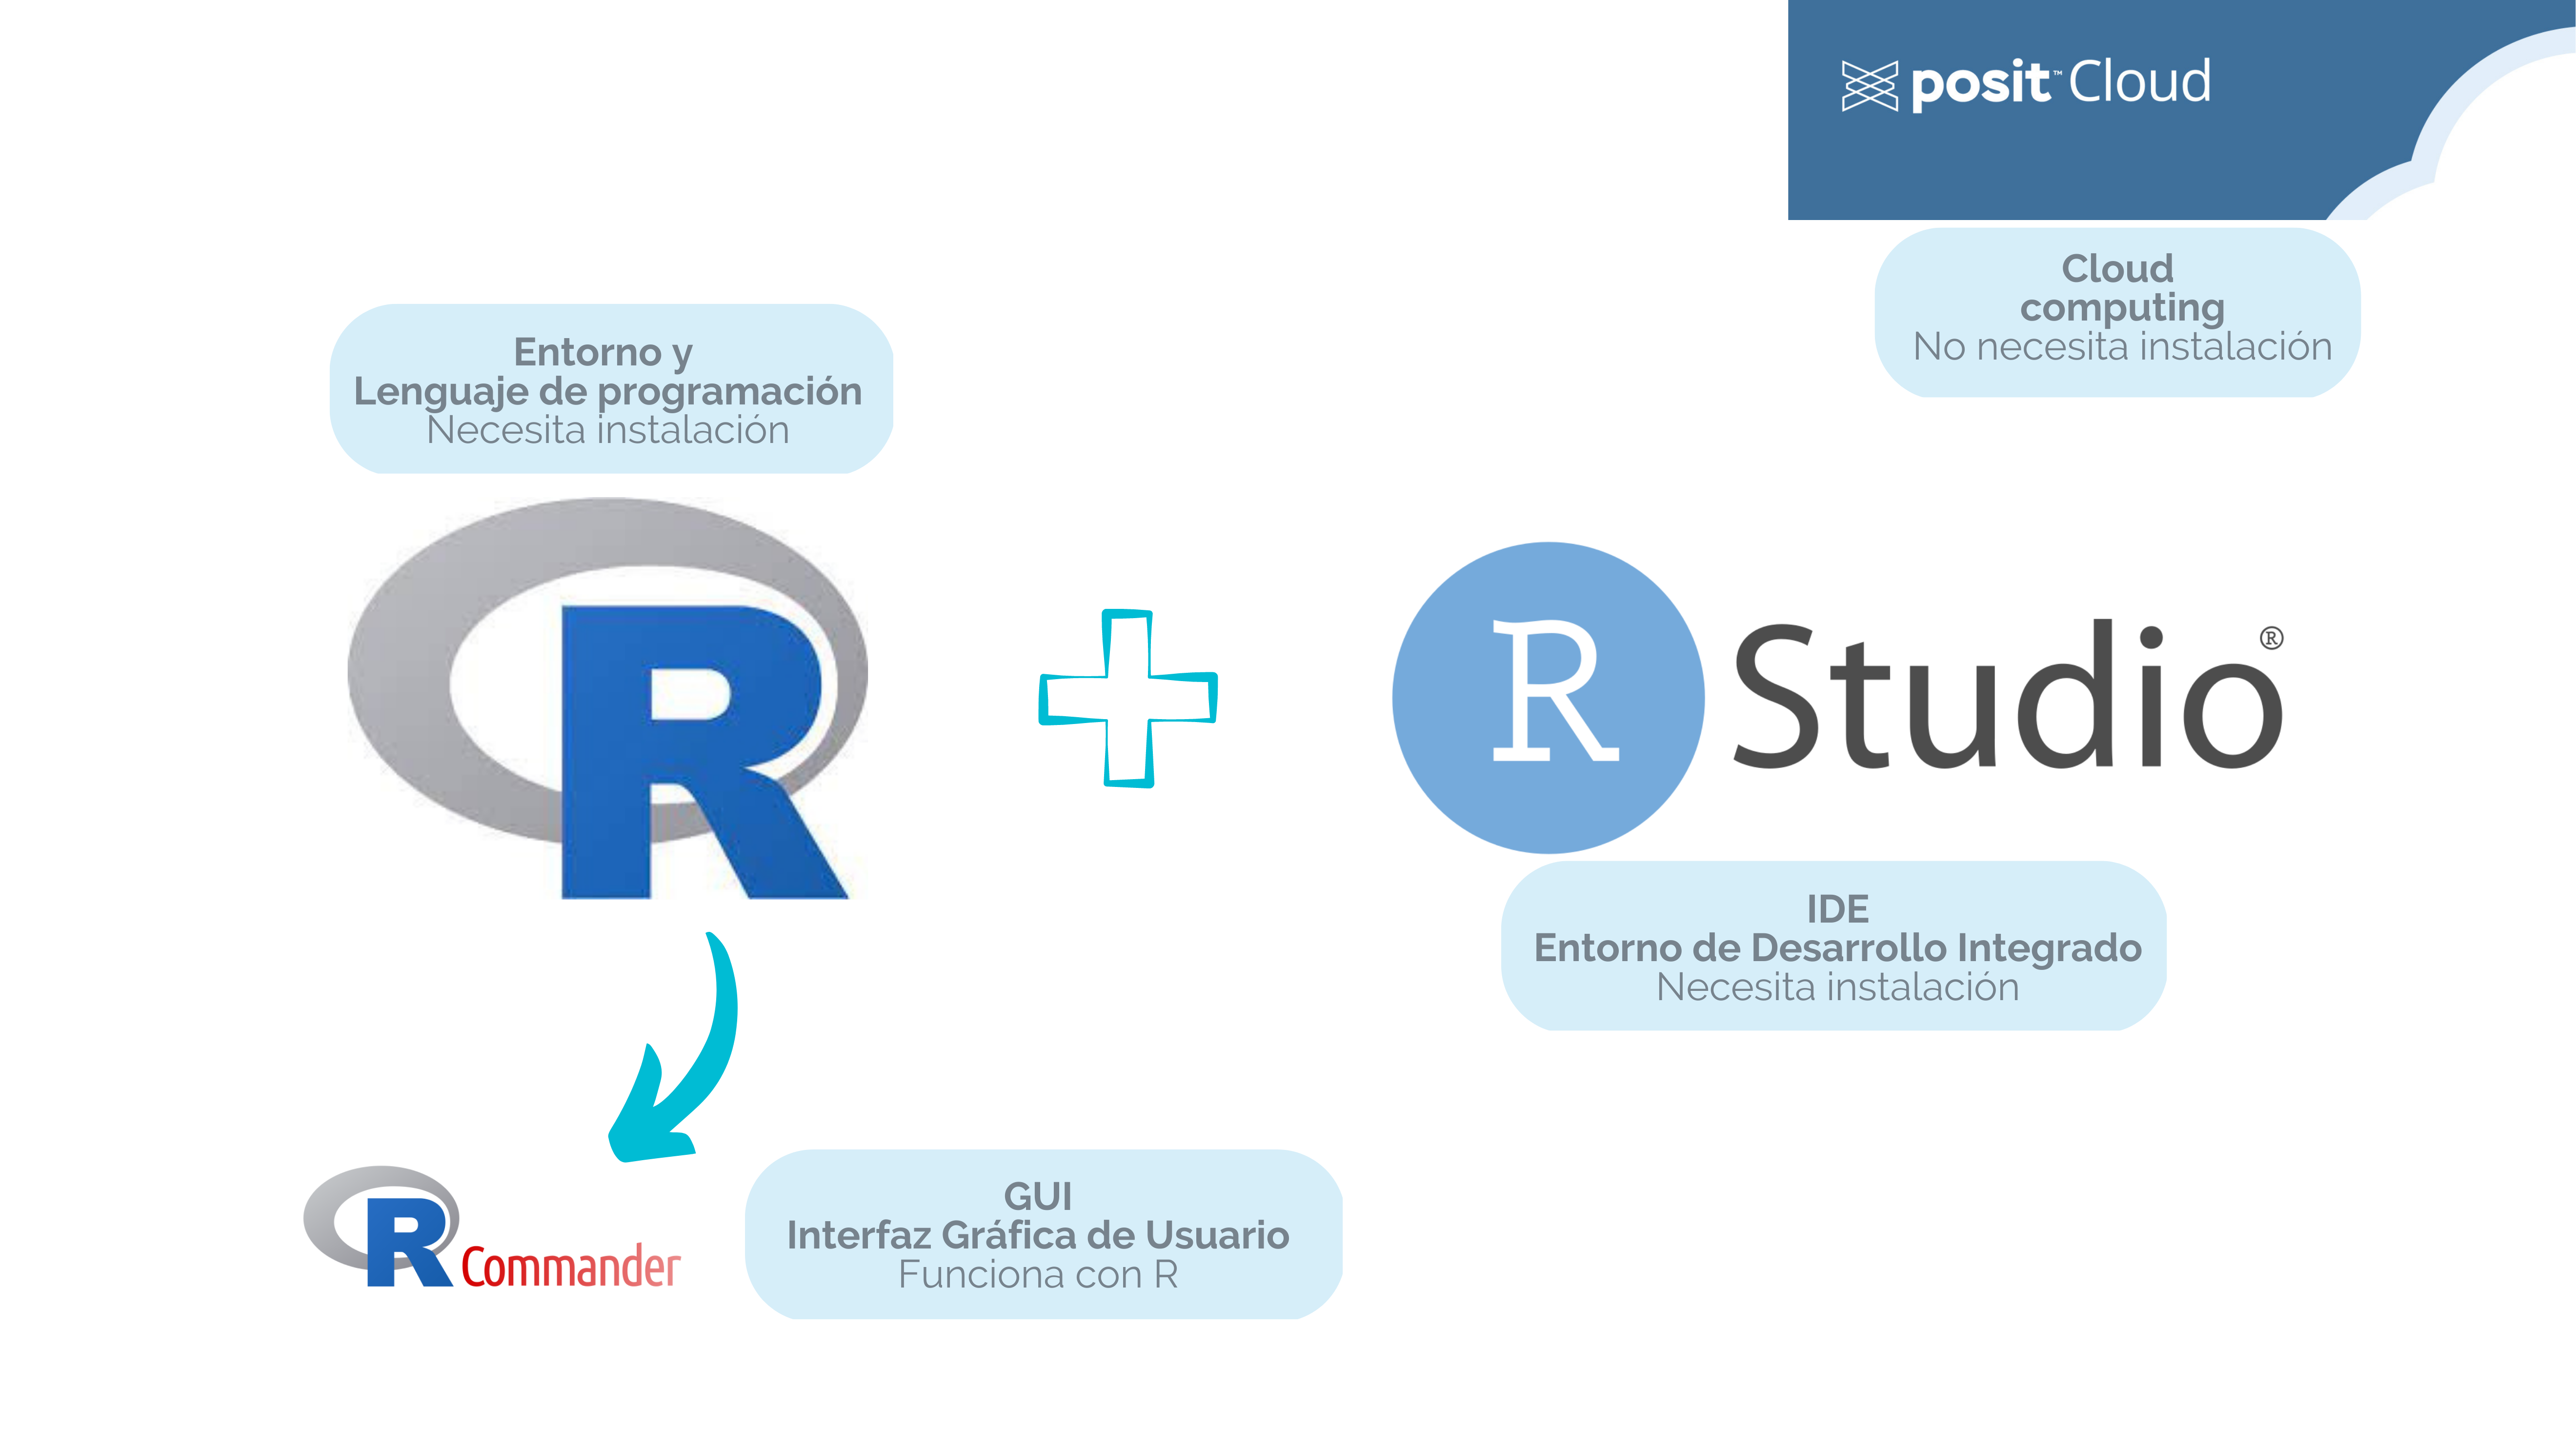 posit™ Cloud
Cloud
computing
No necesita instalación
Entorno y
Lenguaje de programación
Necesita instalación
R
R Studio®
IDE
Entorno de Desarrollo Integrado
Necesita instalación
R Commander
GUI
Interfaz Gráfica de Usuario
Funciona con R